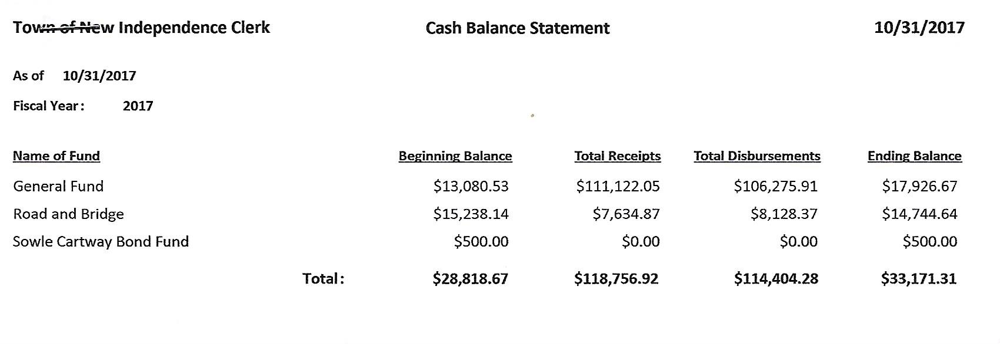 Town of New Independence Clerk Cash Balance Statement 10/31/2017
As of 10/31/2017
Fiscal Year: 2017
Name of Fund Beginning Balance Total Receipts Total Disbursements Ending Balance
General Fund $13,080.53 $111,122.05 $106,275.91 $17,926.67
Road and Bridge $15,238.14 $7,634.87 $8,128.37 $14,744.64
Sowle Cartway Bond Fund $500.00 $0.00 $0.00 $500.00
Total: $28,818.67 $118,756.92 $114,404.28 $33,171.31